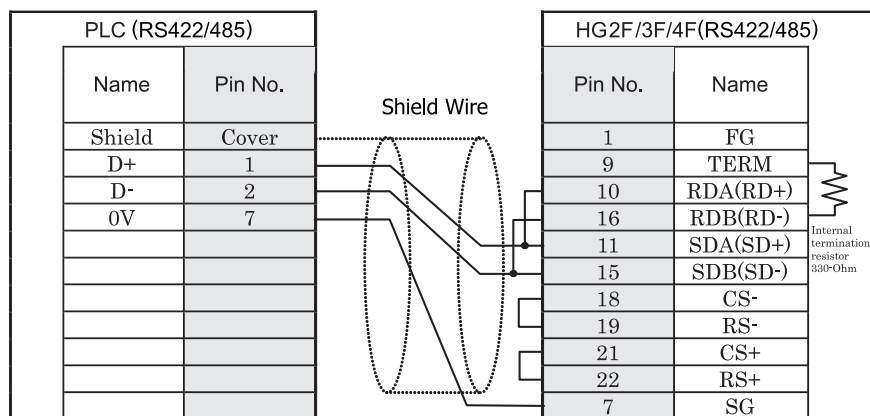 PLC (RS422/485)
HG2F/3F/4F(RS422/485)
Name Pin No.
Shield Wire
Pin No. Name
Shield Cover
1 FG
D+ 1
9 TERM
D- 2
10 RDA(RD+)
0V 7
16 RDB(RD-)
Internal
termination
resistor
330-Ohm
11 SDA(SD+)
15 SDB(SD-)
18 CS-
19 RS-
21 CS+
22 RS+
7 SG